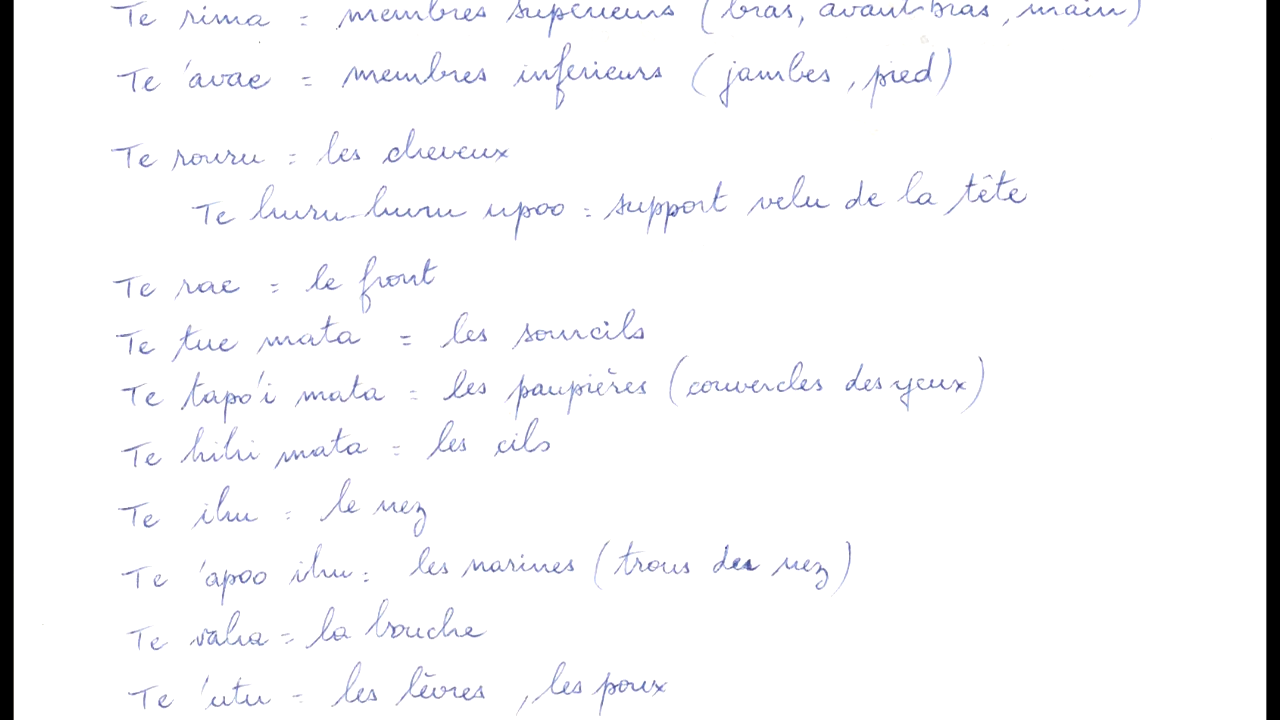 Te rima = membres supérieurs (bras, avant-bras, main)
Te 'avae = membres inférieurs (jambes, pied)
Te rouru = les cheveux
Te huru-huru upoo = support velu de la tête
Te rae = le front
Te tue mata = les sourcils
Te tapo'i mata = les paupières (couvercles des yeux)
Te hihi mata = les cils
Te ihu = le nez
Te 'apoo ihu = les narines (trous des nez)
Te vaha = la bouche
Te 'utu = les lèvres, les poux